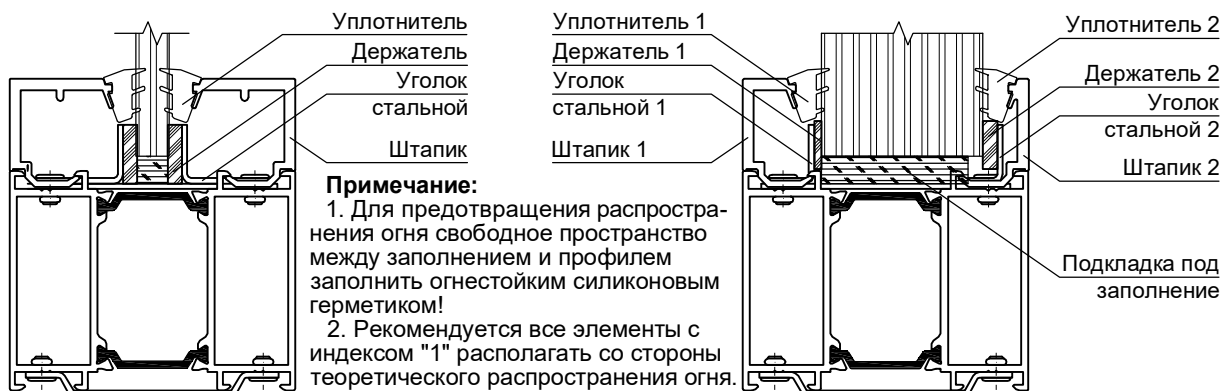 Уплотнитель
Держатель
Уголок
стальной
Штапик
Уплотнитель 1
Держатель 1
Уголок
стальной 1
Штапик 1
Уплотнитель 2
Держатель 2
Уголок
стальной 2
Штапик 2
Подкладка под
заполнение
Примечание:
1. Для предотвращения распростра-
нения огня свободное пространство
между заполнением и профилем
заполнить огнестойким силиконовым
герметиком!
2. Рекомендуется все элементы с
индексом "1" располагать со стороны
теоретического распространения огня.